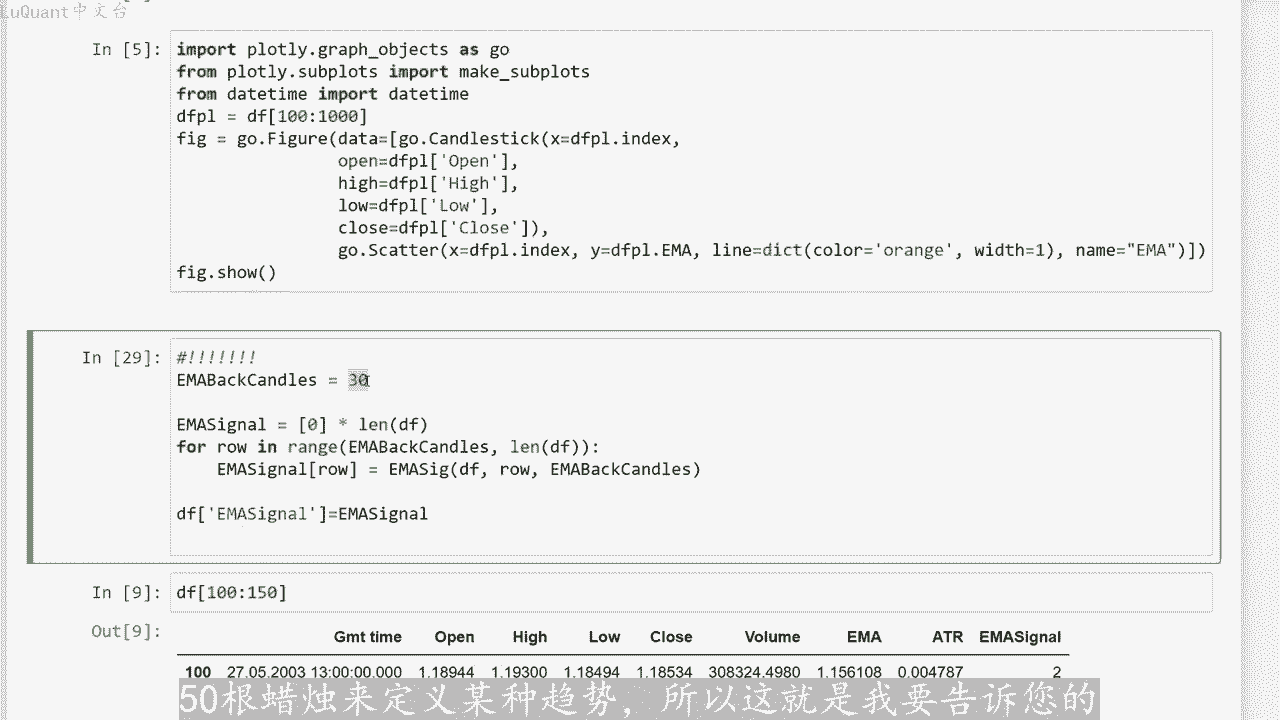 LuQuant中文台
In [5]: import plotly.graph_objects as go
from plotly.subplots import make_subplots
from datetime import datetime
dfpl = df[100:1000]
fig = go.Figure(data=[go.Candlestick(x=dfpl.index,
open=dfpl['Open'],
high=dfpl['High'],
low=dfpl['Low'],
close=dfpl['Close']),
go.Scatter(x=dfpl.index, y=dfpl.EMA, line=dict(color='orange', width=1), name="EMA")])
fig.show()
In [29]: #!!!!!!!
EMABackCandles = 30
EMASignal = [0] * len(df)
for row in range(EMABackCandles, len(df)):
EMASignal[row] = EMASig(df, row, EMABackCandles)
df['EMASignal']=EMASignal
In [9]: df[100:150]
Out[9]:
Gmt time Open High Low Close Volume EMA ATR EMASignal
100 27.05.2003 13:00:00.000 1.18944 1.19300 1.18494 1.18534 308324.4980 1.156108 0.004787 2
50根蜡烛来定义某种趋势，所以这就是我要告诉您的